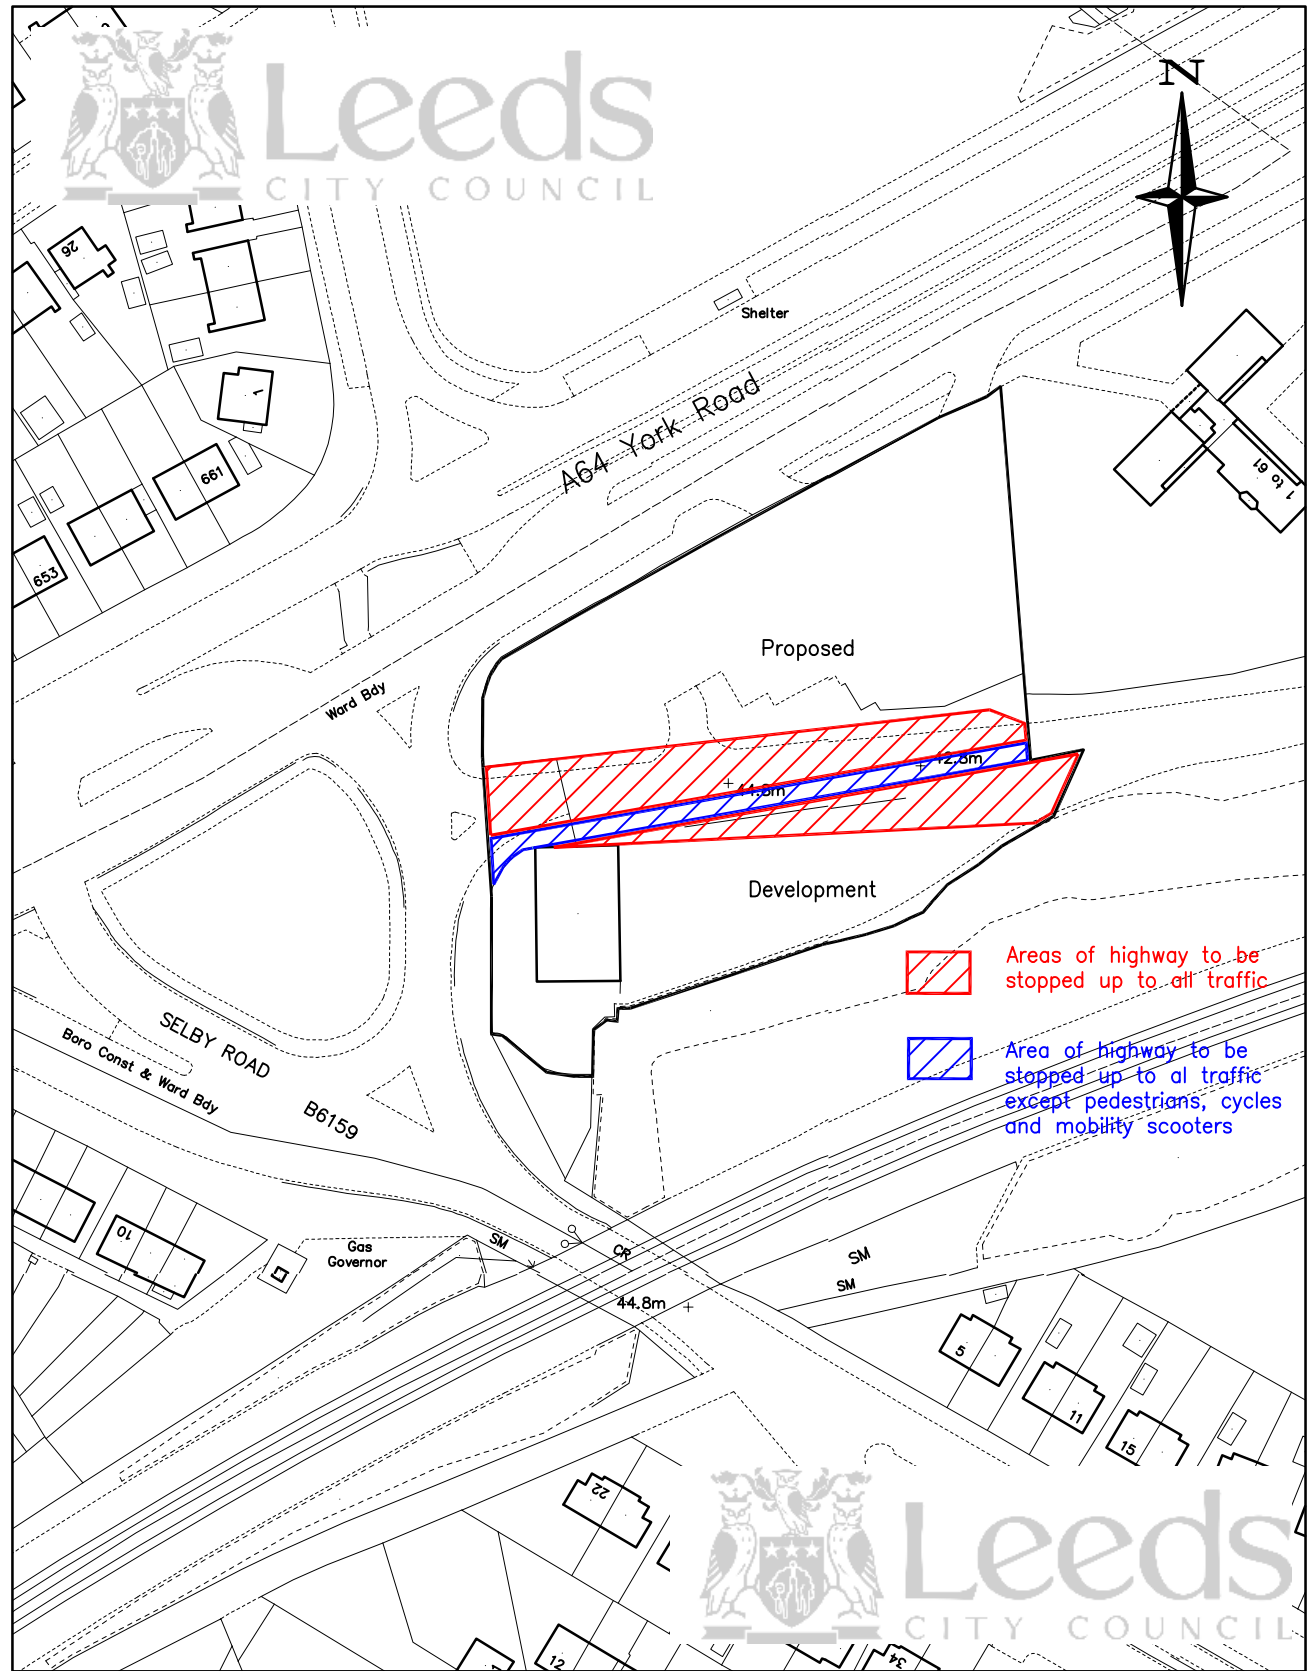 Leeds
CITY COUNCIL
N
26
Shelter
1
A64 York Road
661
1 to 61
653
Proposed
Ward Bdy
42.8m
44.8m
Development
Areas of highway to be
stopped up to all traffic
SELBY ROAD
Boro Const & Ward Bdy
Area of highway to be
stopped up to al traffic
except pedestrians, cycles
and mobility scooters
B6159
10
Gas
Governor
SM
CR
SM
SM
44.8m
5
11
15
22
Leeds
CITY COUNCIL
12
34